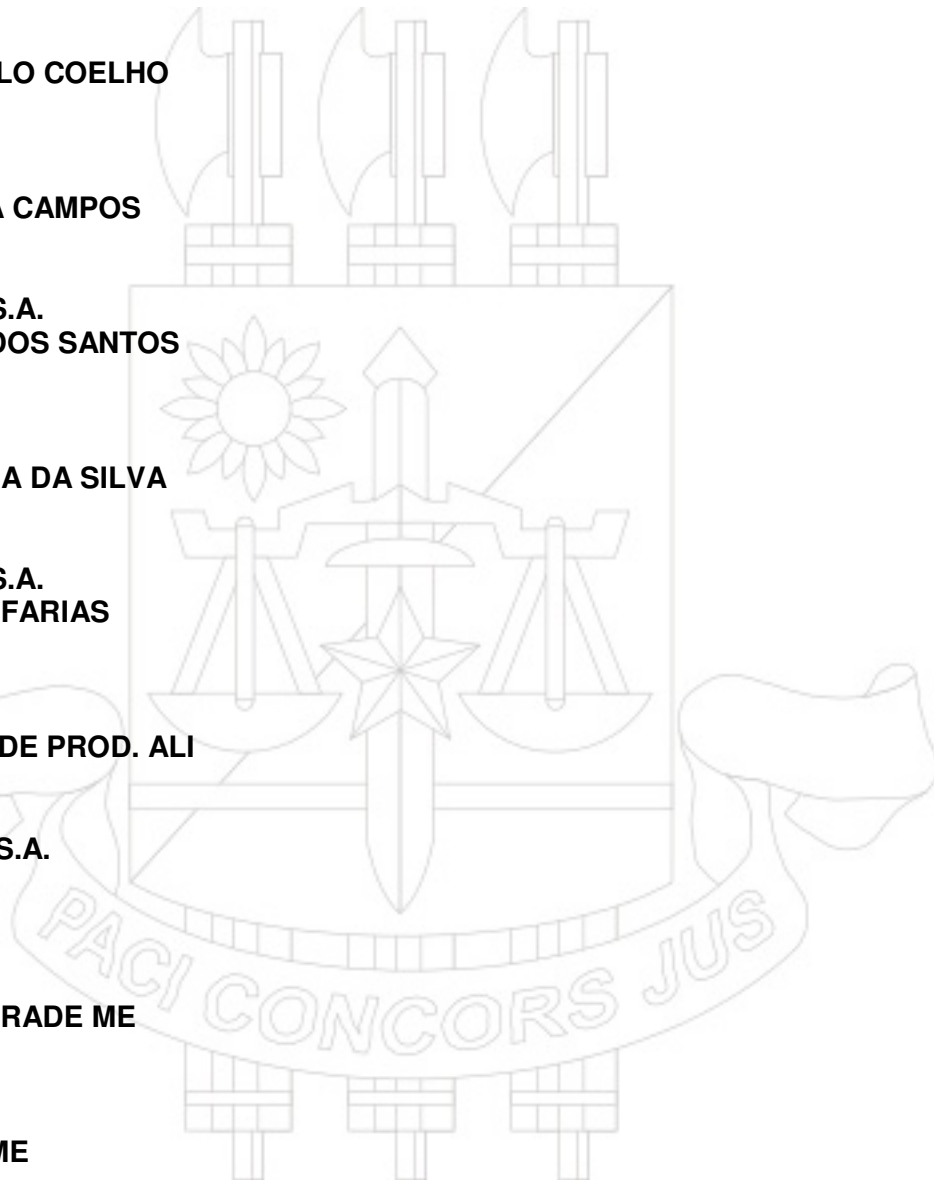 LO COELHO
A CAMPOS
S.A.
DOS SANTOS
A DA SILVA
S.A.
FARIAS
DE PROD. ALI
S.A.
PACI CONCORS JUS
RADE ME
ME